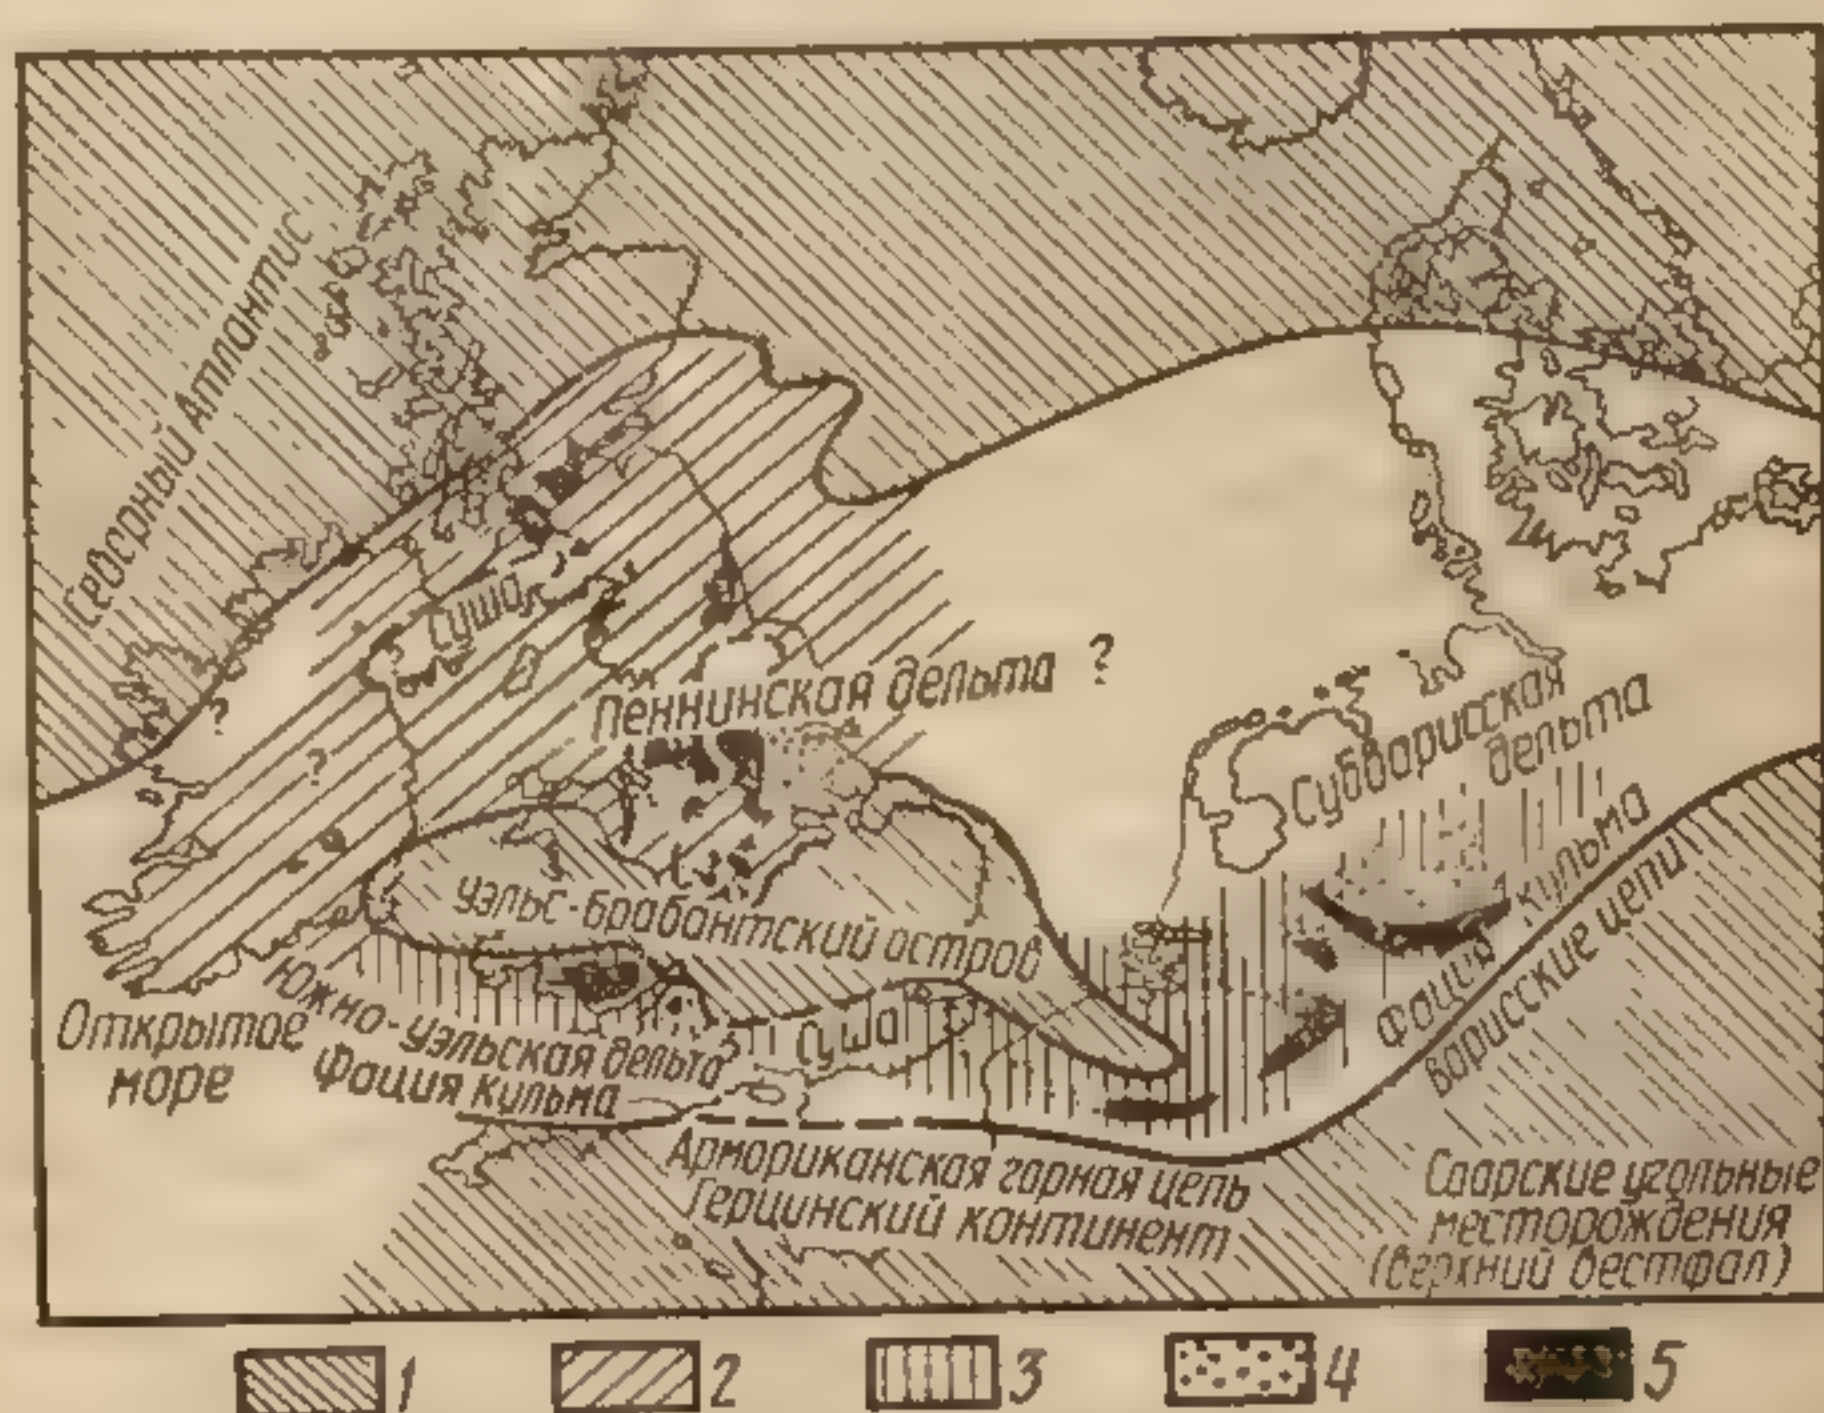 Северный Атлантис
Суша
?
?
Пеннинская дельта ?
Субварисская
дельта
Уэльс-Брабантский остров
Фация кульма
Варисские цепи
Южно-Уэльская дельта
Открытое
море
Фация кульма
Суша
Арморинканская горная цепь
Герцинский континент
Саарские угольные
месторождения
(верхний вестфал)
1
2
3
4
5